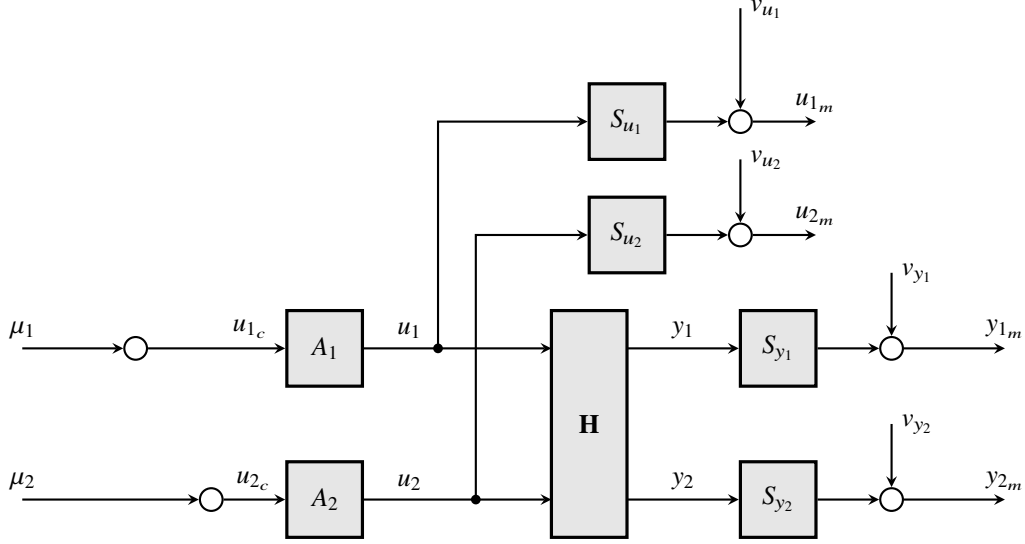 v_{u_1}
S_{u_1}
u_{1_m}
v_{u_2}
S_{u_2}
u_{2_m}
v_{y_1}
μ_1
u_{1_c}
A_1
u_1
y_1
S_{y_1}
y_{1_m}
H
v_{y_2}
μ_2
u_{2_c}
A_2
u_2
y_2
S_{y_2}
y_{2_m}